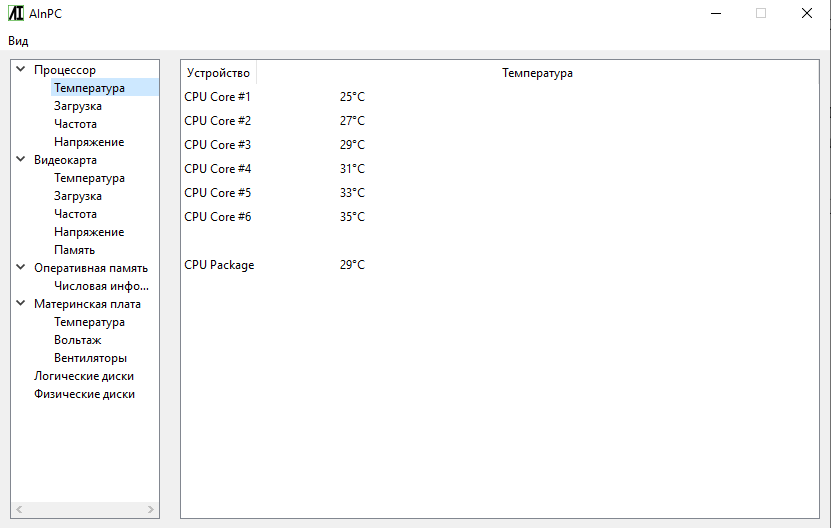 AInPC
Вид
Процессор
Температура
Загрузка
Частота
Напряжение
Видеокарта
Температура
Загрузка
Частота
Напряжение
Память
Оперативная память
Числовая инфо...
Материнская плата
Температура
Вольтаж
Вентиляторы
Логические диски
Физические диски
Устройство Температура
CPU Core #1 25°C
CPU Core #2 27°C
CPU Core #3 29°C
CPU Core #4 31°C
CPU Core #5 33°C
CPU Core #6 35°C
CPU Package 29°C